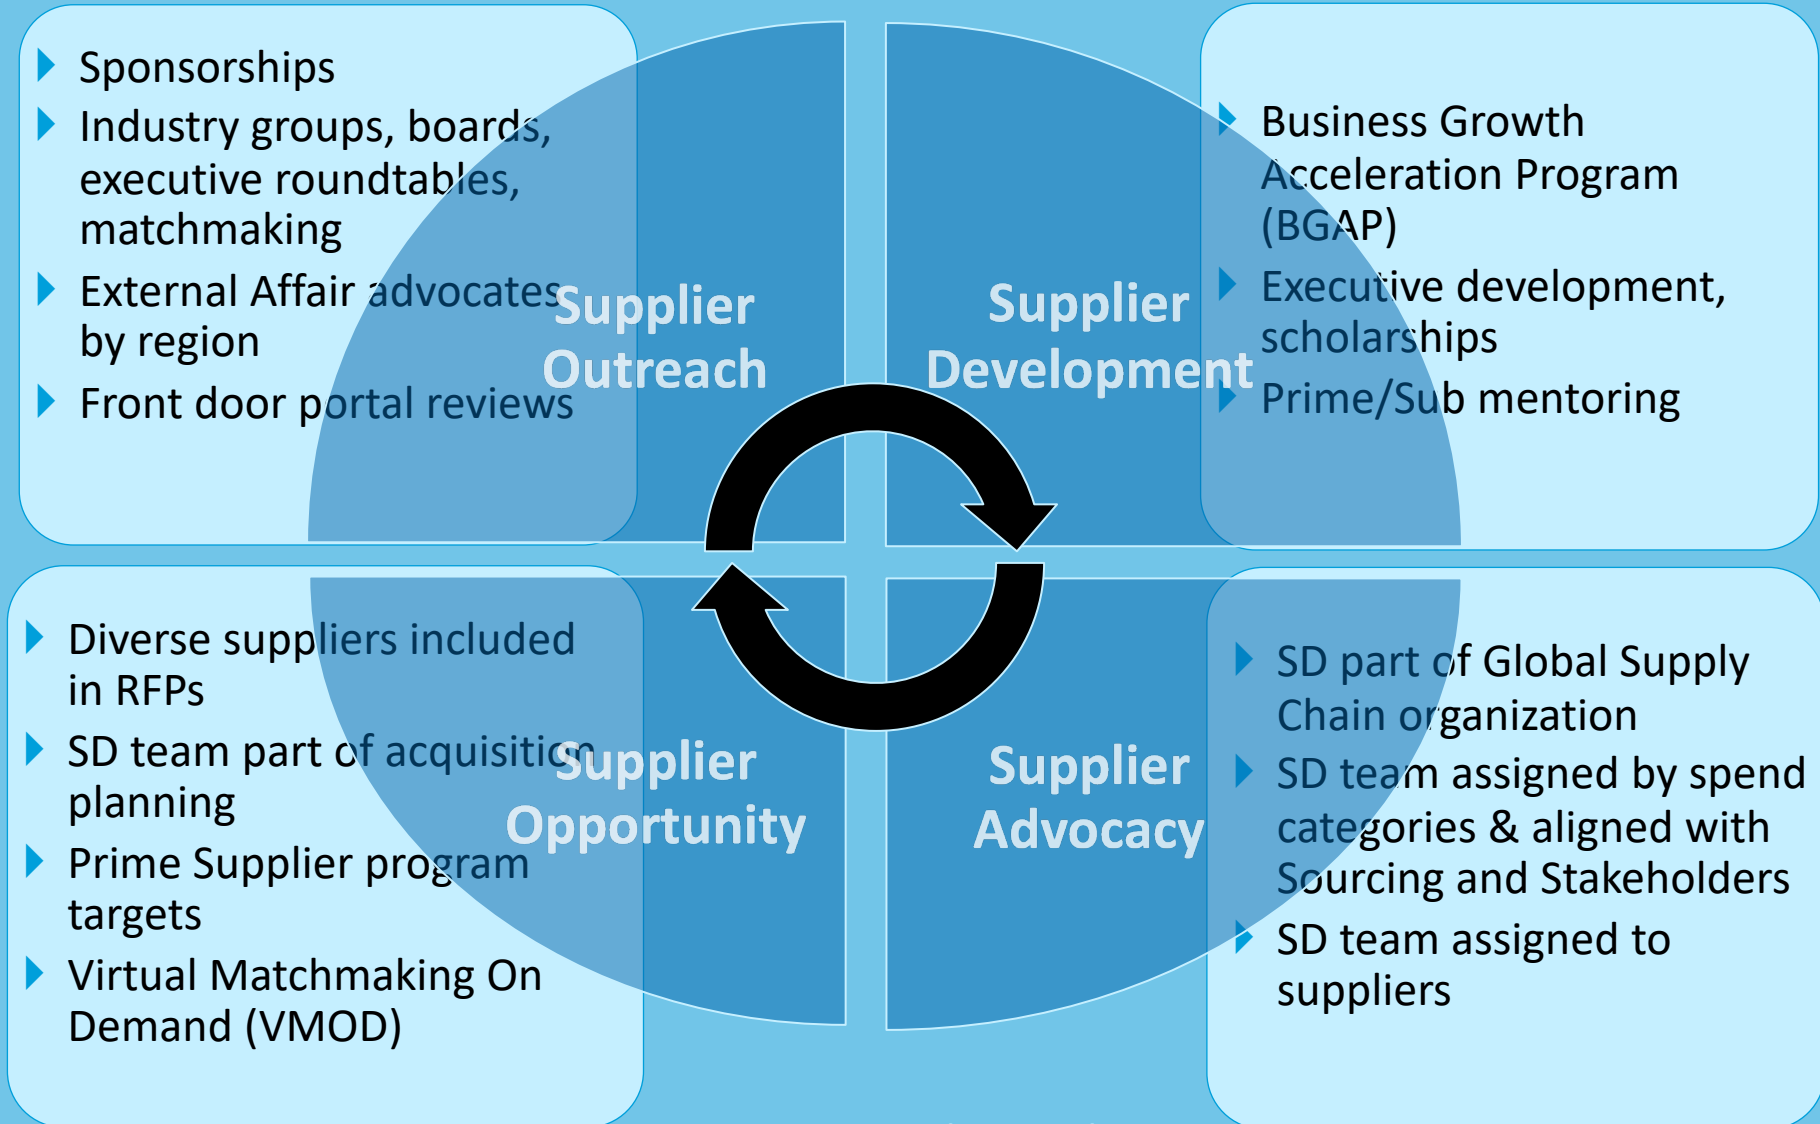 Sponsorships
Industry groups, boards,
executive roundtables,
matchmaking
External Affair advocates
by region
Front door portal reviews
Supplier
Outreach
Supplier
Development
Business Growth
Acceleration Program
(BGAP)
Executive development,
scholarships
Prime/Sub mentoring
Diverse suppliers included
in RFPs
SD team part of acquisition
planning
Prime Supplier program
targets
Virtual Matchmaking On
Demand (VMOD)
Supplier
Opportunity
Supplier
Advocacy
SD part of Global Supply
Chain organization
SD team assigned by spend
categories & aligned with
Sourcing and Stakeholders
SD team assigned to
suppliers